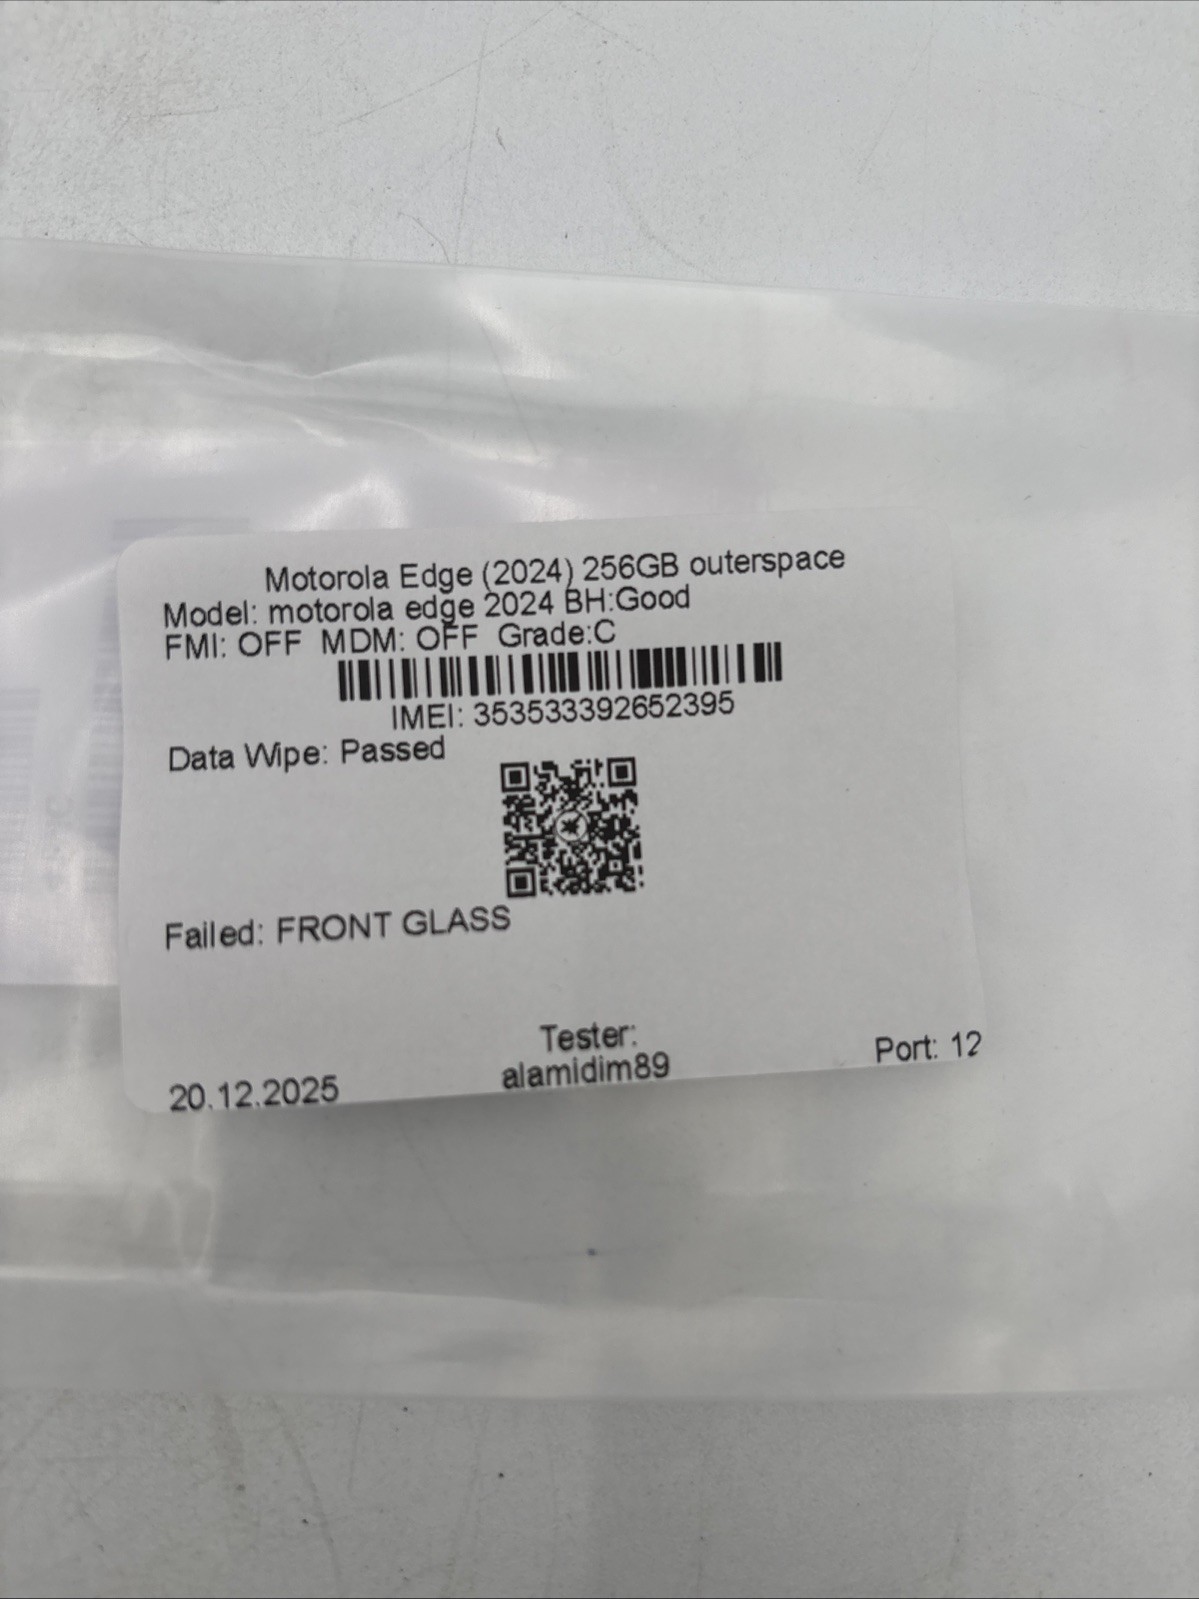 Motorola Edge (2024) 256GB outerspace
Model: motorola edge 2024 BH:Good
FMI: OFF MDM: OFF Grade:C
IMEI: 353533392652395
Data Wipe: Passed
Failed: FRONT GLASS
Tester:
alamidim89
Port: 12
20.12.2025